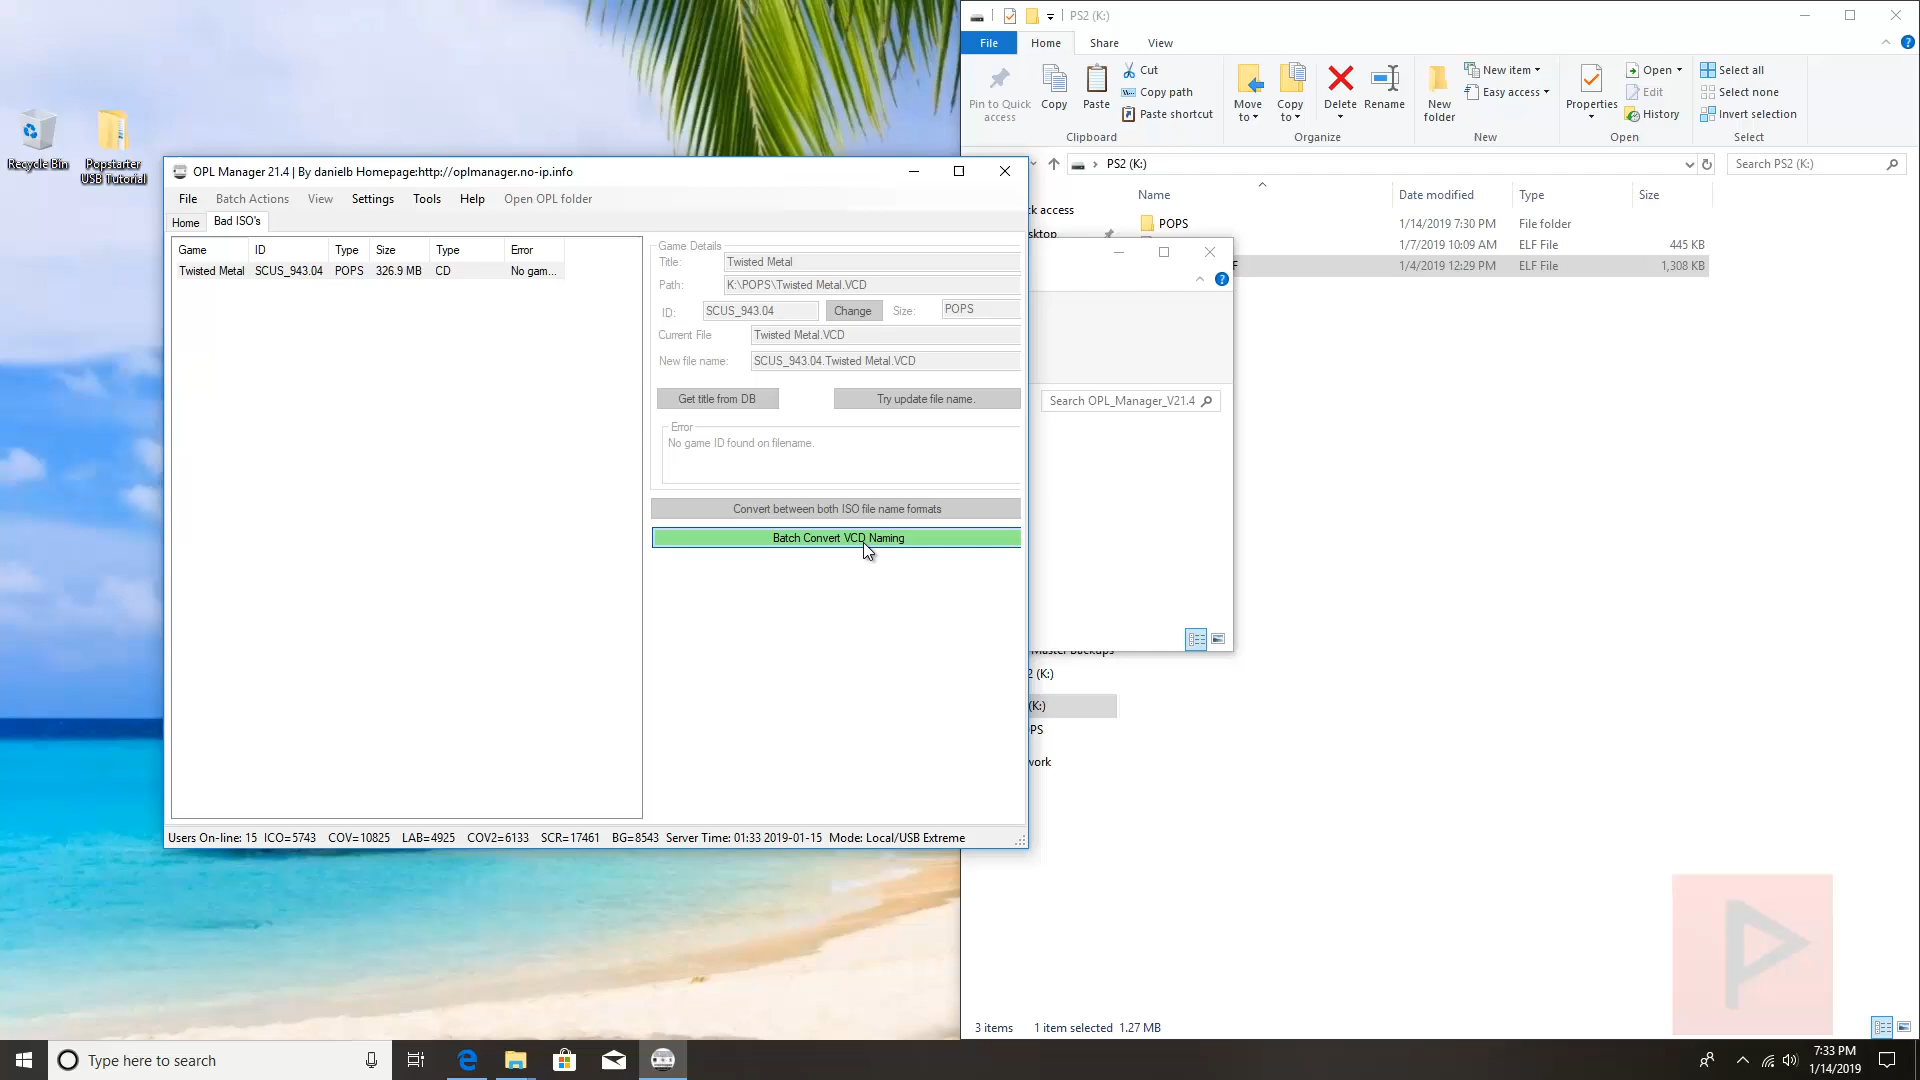 Recycle Bin
Popstarter
USB Tutorial
OPL Manager 21.4 | By danielb Homepage:http://oplmanager.no-ip.info
File Batch Actions View Settings Tools Help Open OPL folder
Home Bad ISO's
Game ID Type Size Type Error
Twisted Metal SCUS_943.04 POPS 326.9 MB CD No gam...
Game Details
Title: Twisted Metal
Path: K:\POPS\Twisted Metal.VCD
ID: SCUS_943.04 Change Size: POPS
Current File Twisted Metal.VCD
New file name: SCUS_943.04.Twisted Metal.VCD
Get title from DB Try update file name.
Error
No game ID found on filename.
Convert between both ISO file name formats
Batch Convert VCD Naming
Users On-line: 15 ICO=5743 COV=10825 LAB=4925 COV2=6133 SCR=17461 BG=8543 Server Time: 01:33 2019-01-15 Mode: Local/USB Extreme
PS2 (K:)
File Home Share View
Pin to Quick
access
Copy
Paste
Cut
Copy path
Paste shortcut
Clipboard
Move
to
Copy
to
Delete
Rename
Organize
New
folder
New item
Easy access
New
Properties
Open
Edit
History
Open
Select all
Select none
Invert selection
Select
PS2 (K:)
Search PS2 (K:)
Name Date modified Type Size
POPS 1/14/2019 7:30 PM File folder
1/7/2019 10:09 AM ELF File 445 KB
F 1/4/2019 12:29 PM ELF File 1,308 KB
ck access
sktop
Search OPL_Manager_V21.4
Master Backups
2 (K:)
(K:)
PS
work
3 items 1 item selected 1.27 MB
Type here to search
7:33 PM
1/14/2019